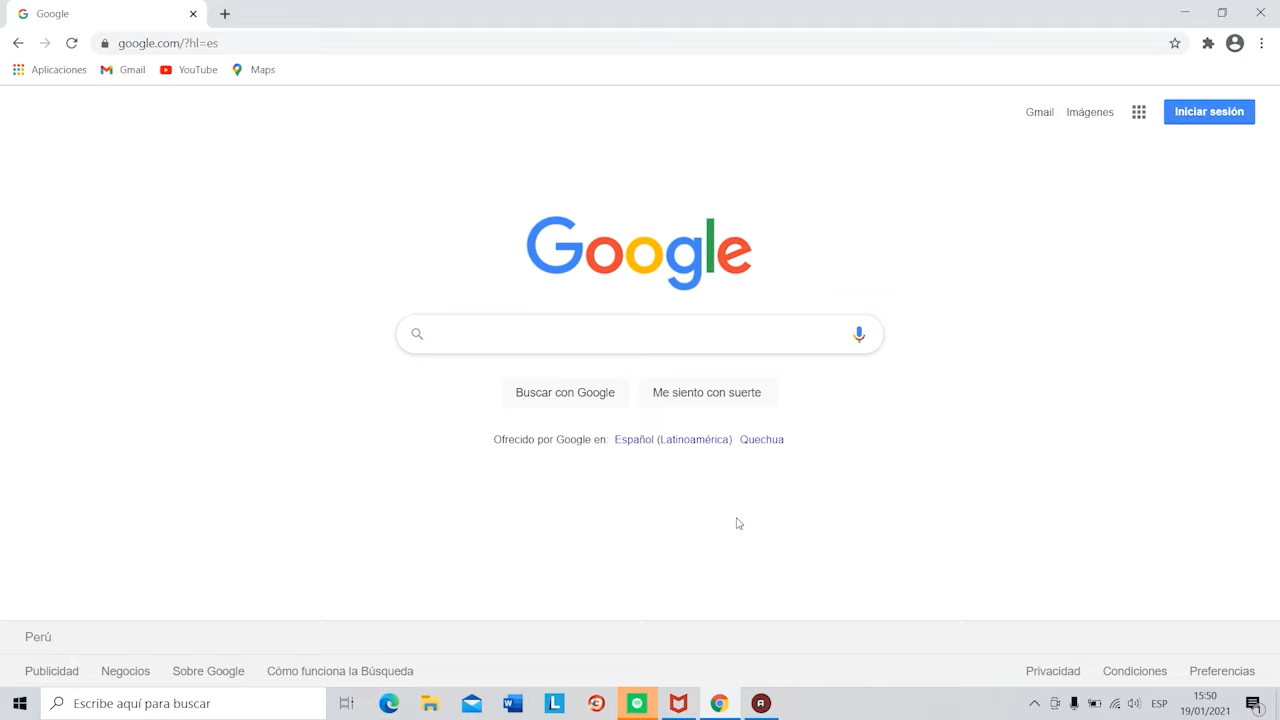 Google
google.com/?hl=es
Aplicaciones Gmail YouTube Maps
Gmail Imágenes Iniciar sesión
Google
Buscar con Google Me siento con suerte
Ofrecido por Google en: Español (Latinoamérica) Quechua
Perú
Publicidad Negocios Sobre Google Cómo funciona la Búsqueda Privacidad Condiciones Preferencias
Escribe aquí para buscar
ESP
15:50
19/01/2021